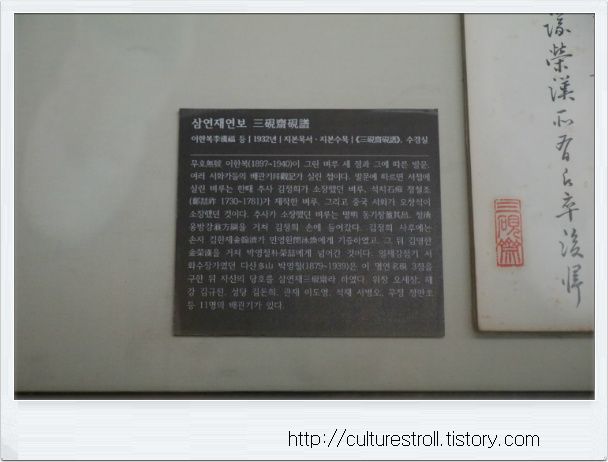 삼연재연보 三硯齋硯譜
이한복李漢福 등 | 1932년 | 지본묵서 · 지본수묵 | 《三硯齋硯譜》, 수경실
무호無號 이한복(1897~1940)이 그린 벼루 세 점과 그에 따른 발문,
여러 서화가들의 배관기拜觀記가 실린 첩이다. 발문에 따르면 서첩에
실린 벼루는 한때 추사 김정희가 소장했던 벼루, 석치石癡 정철조
(鄭喆祚 1730~1781)가 제작한 벼루, 그리고 중국 서화가 오창석이
소장했던 것이다. 추사가 소장했던 벼루는 명明 동기창董其昌, 청淸
옹방강翁方綱을 거쳐 김정희 손에 들어갔다. 김정희 사후에는
손자 김한제金翰濟가 민영환閔泳煥에게 기증하였고, 그 뒤 김영한
金榮漢을 거쳐 박영철朴榮喆에게 넘어간 것이다. 일제강점기 서
화수장가였던 다산多山 박영철(1879~1939)은 이 명연名硯 3점을
구한 뒤 자신의 당호를 삼연재三硯齋라 하였다. 위창 오세창, 해
강 김규진, 성당 김돈희, 관재 이도영, 석재 서병오, 우정 정만조
등 11명의 배관기가 있다.
榮漢所有以卒後歸
三硯齋
http://culturestroll.tistory.com